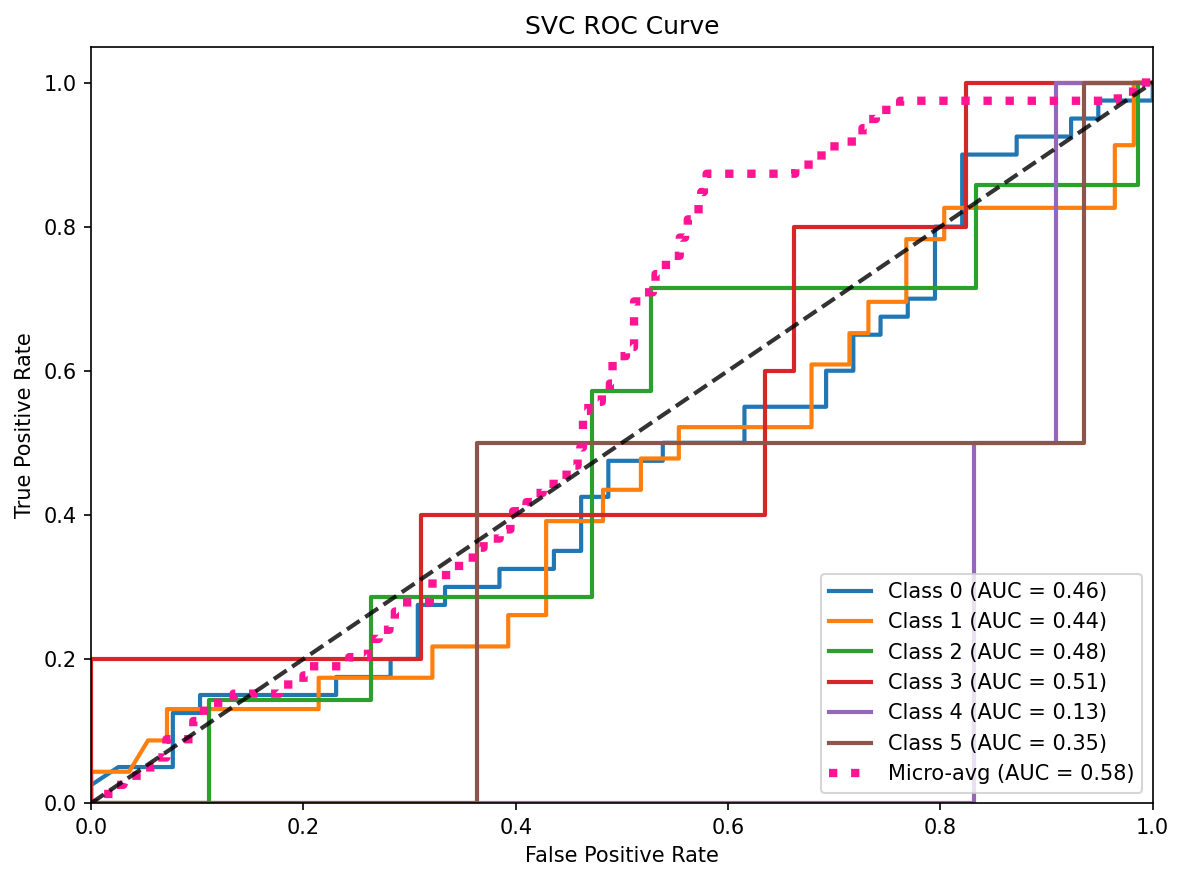 SVC ROC Curve
True Positive Rate
1.0
0.8
0.6
0.4
0.2
0.0
0.0 0.2 0.4 0.6 0.8 1.0
False Positive Rate
Class 0 (AUC = 0.46)
Class 1 (AUC = 0.44)
Class 2 (AUC = 0.48)
Class 3 (AUC = 0.51)
Class 4 (AUC = 0.13)
Class 5 (AUC = 0.35)
Micro-avg (AUC = 0.58)